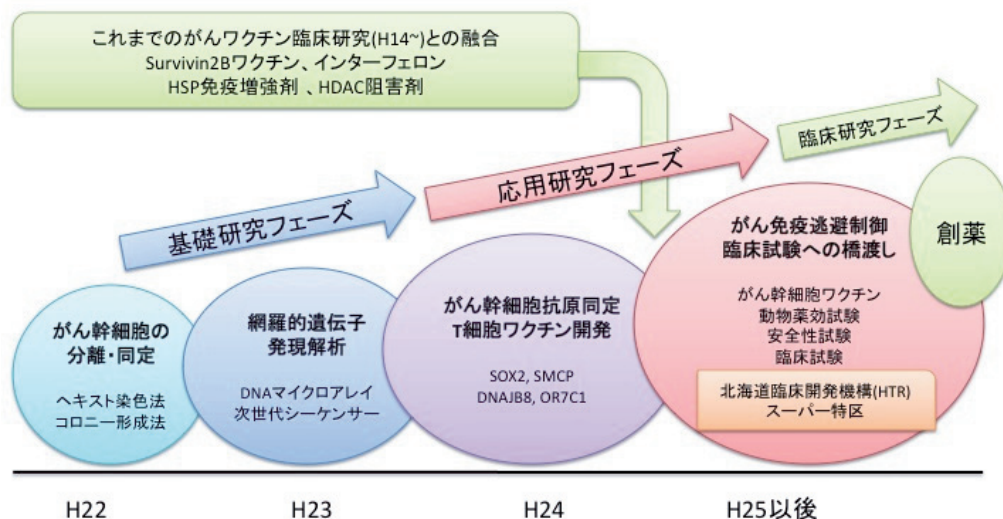 これまでのがんワクチン臨床研究(H14~)との融合
Survivin2Bワクチン、インターフェロン
HSP免疫増強剤 、HDAC阻害剤
基礎研究フェーズ
応用研究フェーズ
臨床研究フェーズ
がん幹細胞の
分離・同定
ヘキスト染色法
コロニー形成法
網羅的遺伝子
発現解析
DNAマイクロアレイ
次世代シーケンサー
がん幹細胞抗原同定
T細胞ワクチン開発
SOX2, SMCP
DNAJB8, OR7C1
がん免疫逃避制御
臨床試験への橋渡し
がん幹細胞ワクチン
動物薬効試験
安全性試験
臨床試験
北海道臨床開発機構(HTR)
スーパー特区
創薬
H22
H23
H24
H25以後